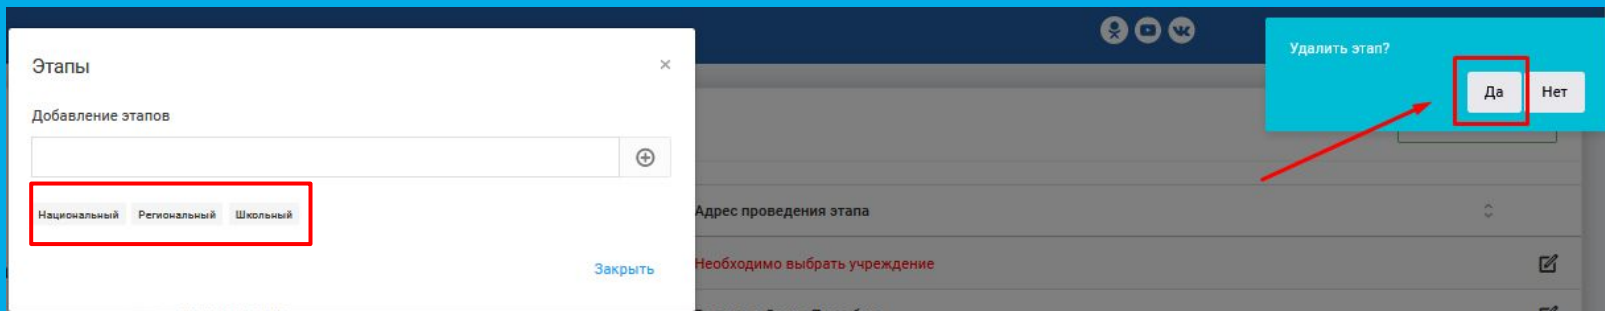 Этапы
Добавление этапов
Национальный Региональный Школьный
Закрыть
Удалить этап?
Да Нет
Адрес проведения этапа
Необходимо выбрать учреждение